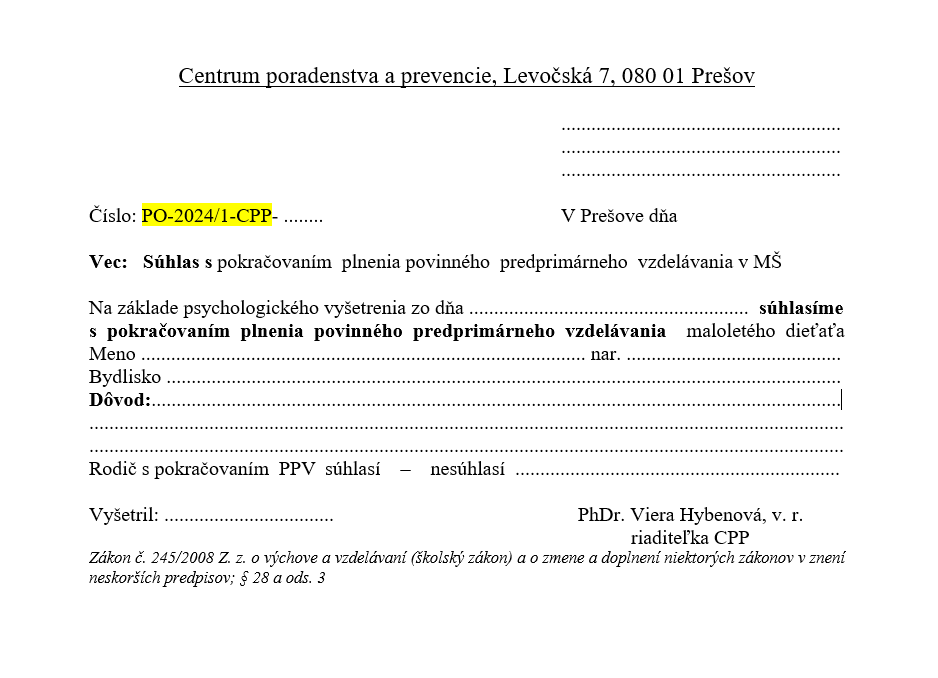 Centrum poradenstva a prevencie, Levočská 7, 080 01 Prešov
........................................................
........................................................
........................................................
Číslo: PO-2024/1-CPP- ........ V Prešove dňa
Vec: Súhlas s pokračovaním plnenia povinného predprimárneho vzdelávania v MŠ
Na základe psychologického vyšetrenia zo dňa ........................................................ súhlasíme
s pokračovaním plnenia povinného predprimárneho vzdelávania maloletého dieťaťa
Meno ......................................................................................... nar. ...........................................
Bydlisko .......................................................................................................................................
Dôvod:..........................................................................................................................................
.......................................................................................................................................................
.......................................................................................................................................................
Rodič s pokračovaním PPV súhlasí – nesúhlasí .................................................................
Vyšetril: .................................. PhDr. Viera Hybenová, v. r.
riaditeľka CPP
Zákon č. 245/2008 Z. z. o výchove a vzdelávaní (školský zákon) a o zmene a doplnení niektorých zákonov v znení
neskorších predpisov; § 28 a ods. 3